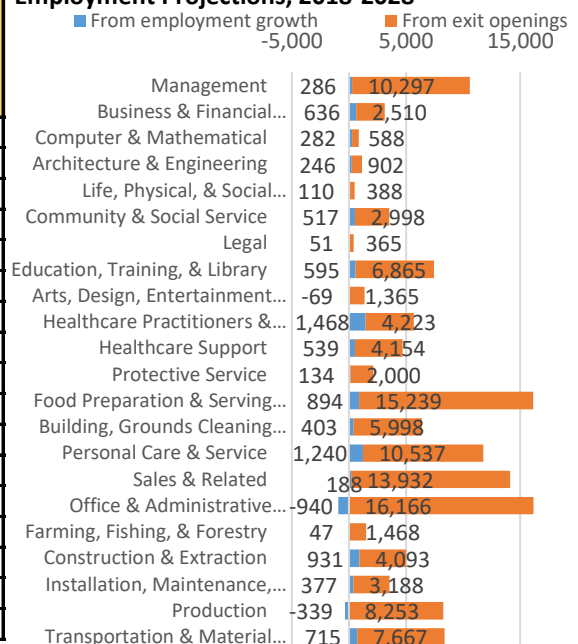 Employment Projections, 2018-2028
From employment growth From exit openings
-5,000 5,000 15,000
Management 286 10,297
Business & Financial... 636 2,510
Computer & Mathematical 282 588
Architecture & Engineering 246 902
Life, Physical, & Social... 110 388
Community & Social Service 517 2,998
Legal 51 365
Education, Training, & Library 595 6,865
Arts, Design, Entertainment... -69 1,365
Healthcare Practitioners &... 1,468 4,223
Healthcare Support 539 4,154
Protective Service 134 2,000
Food Preparation & Serving... 894 15,239
Building, Grounds Cleaning... 403 5,998
Personal Care & Service 1,240 10,537
Sales & Related 188 13,932
Office & Administrative... -940 16,166
Farming, Fishing, & Forestry 47 1,468
Construction & Extraction 931 4,093
Installation, Maintenance,... 377 3,188
Production -339 8,253
Transportation & Material... 715 7,667